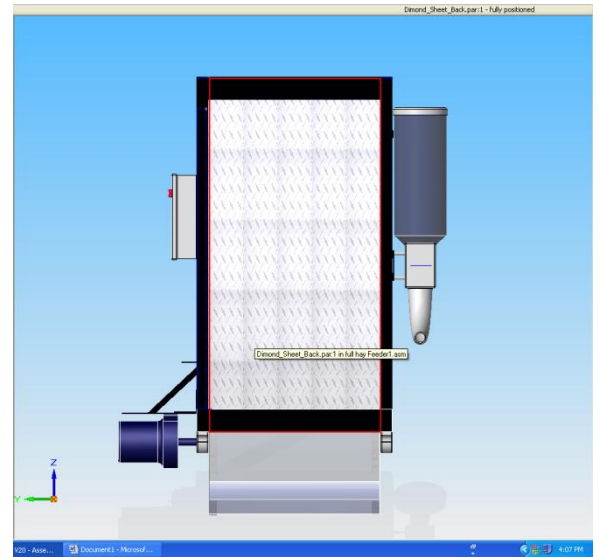 Dimond_Sheet_Back.par:1 - fully positioned
Dimond_Sheet_Back.par:1 in full hay Feeder1.asm
Z
Y
V20 - Asse...
Document1 - Microsof...
4:07 PM